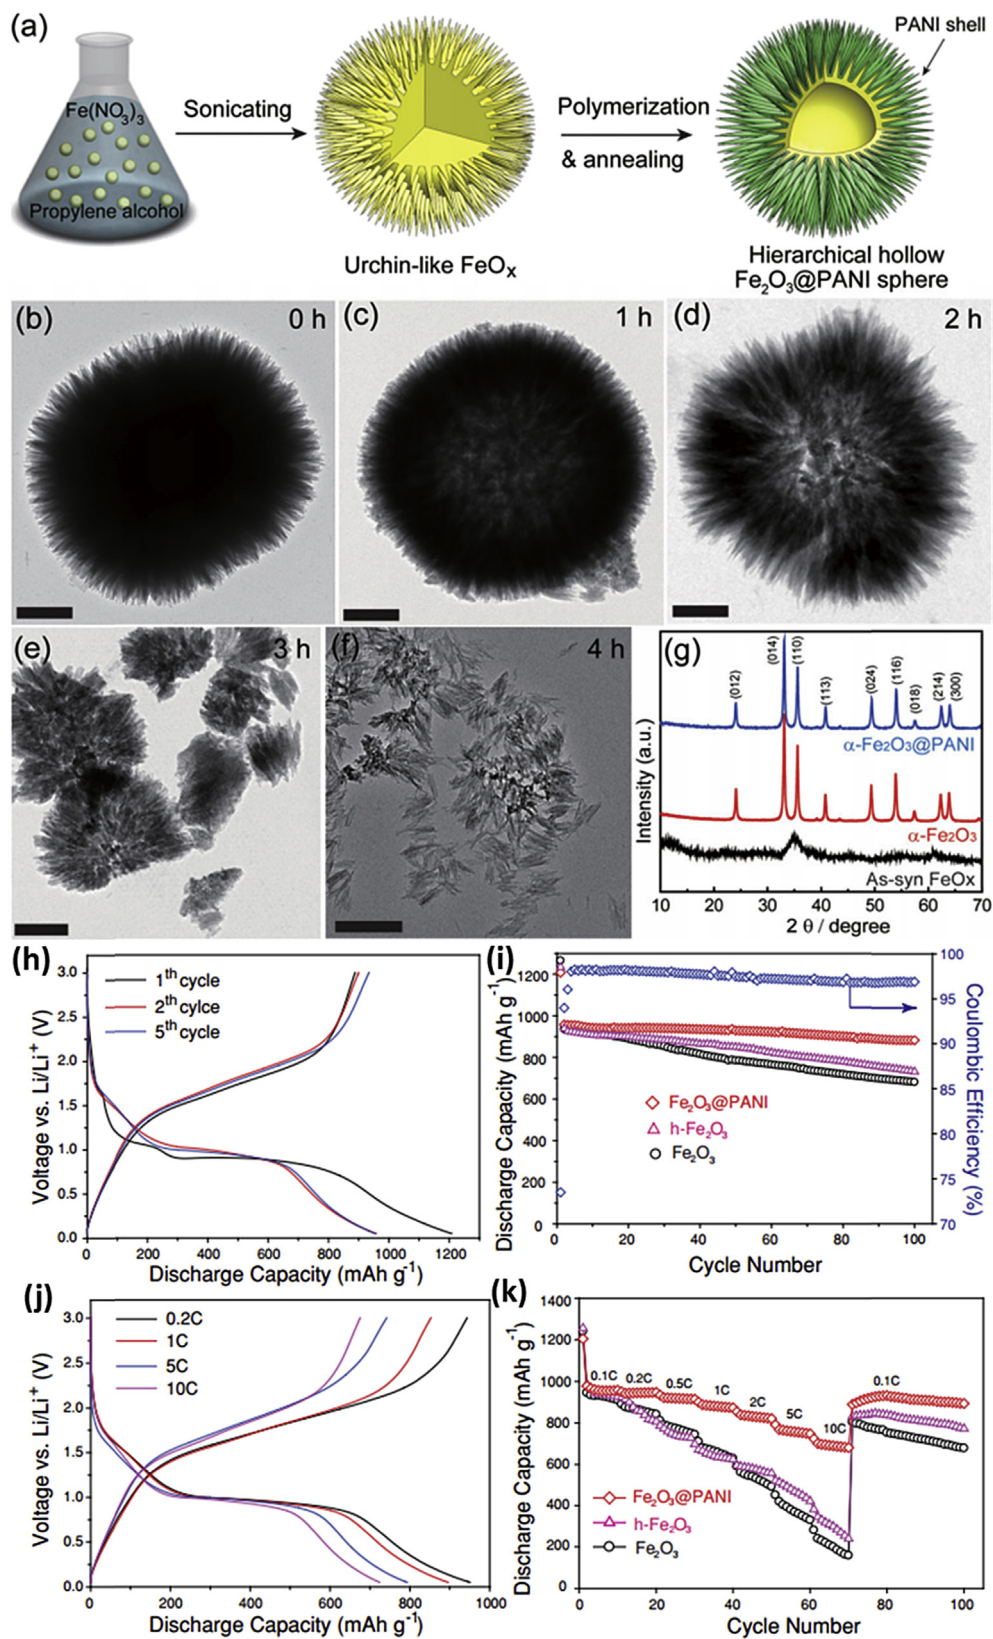 (a)
PANI shell
Fe(NO3)3
Propylene alcohol
Sonicating
Polymerization
& annealing
Urchin-like FeOx
Hierarchical hollow
Fe2O3@PANI sphere
(b)
0 h
(c)
1 h
(d)
2 h
(e)
3 h
(f)
4 h
(g)
(012)
(014)
(110)
(113)
(024)
(116)
(018)
(214)
(300)
α-Fe2O3@PANI
α-Fe2O3
As-syn FeOx
Intensity (a.u.)
10 20 30 40 50 60 70
2 θ / degree
(h)
3.0
2.5
2.0
1.5
1.0
0.5
0.0
Voltage vs. Li/Li+ (V)
1th cycle
2th cylce
5th cycle
0 200 400 600 800 1000 1200
Discharge Capacity (mAh g-1)
(i)
1200
1000
800
600
400
200
0
Discharge Capacity (mAh g-1)
Fe2O3@PANI
h-Fe2O3
Fe2O3
100
95
90
85
80
75
70
Coulombic Efficiency (%)
0 20 40 60 80 100
Cycle Number
(j)
3.0
2.5
2.0
1.5
1.0
0.5
0.0
Voltage vs. Li/Li+ (V)
0.2C
1C
5C
10C
0 200 400 600 800 1000
Discharge Capacity (mAh g-1)
(k)
1400
1200
1000
800
600
400
200
0
Discharge Capacity (mAh g-1)
0.1C
0.2C
0.5C
1C
2C
5C
10C
0.1C
Fe2O3@PANI
h-Fe2O3
Fe2O3
0 20 40 60 80 100
Cycle Number